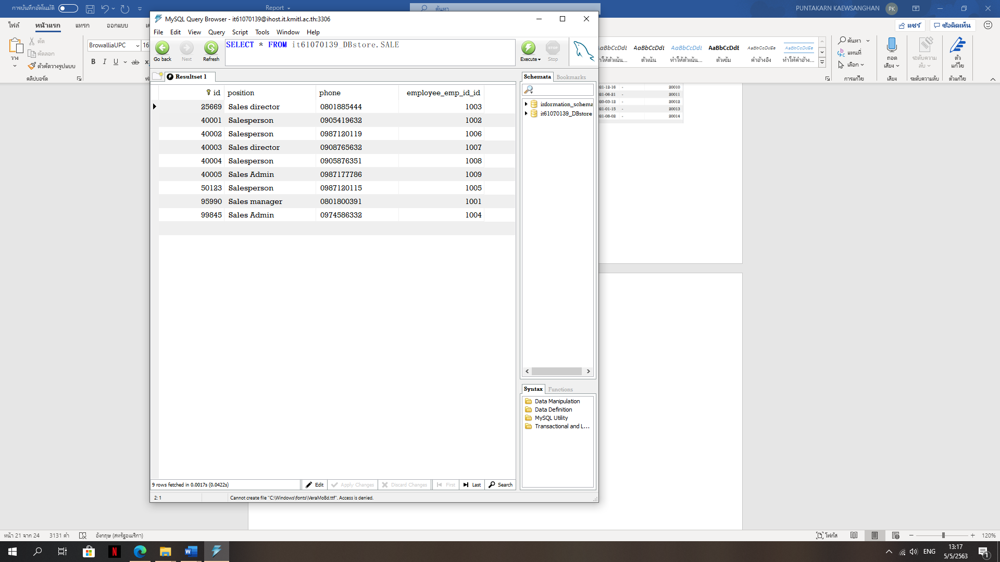 การบันทึกอัตโนมัติ
Report
ค้นหา
PUNTAKARN KAEWSANGHAN
PK
ไฟล์ หน้าแรก แทรก ออกแบบ
แชร์ ข้อคิดเห็น
วาง
ตัด
คัดลอก
ตัวคัดวางรูปแบบ
คลิปบอร์ด
BrowalliaUPC 16
B I U ab
AaBbCcDdE ตัวเน้น
AaBbCcDdE ทำให้ตัวเน้น...
AaBbCcDdE ตัวเข้ม
AaBbCcDdEe คำอ้างอิง
AaBbCcDdEe ทำให้คำอ้าง...
ค้นหา
แทนที่
เลือก
การแก้ไข
ถอดเสียง
เสียง
ระดับความลับ
ระดับความลับ
ตัวแก้ไข
ตัวแก้ไข
MySQL Query Browser - it61070139@ihost.it.kmitl.ac.th:3306
File Edit View Query Script Tools Window Help
Go back Next Refresh
SELECT * FROM it61070139_DBstore.SALE
Execute Stop
Resultset 1
id position phone employee_emp_id_id
25669 Sales director 0801885444 1003
40001 Salesperson 0905419632 1002
40002 Salesperson 0987120119 1006
40003 Sales director 0908765632 1007
40004 Salesperson 0905876351 1008
40005 Sales Admin 0987177786 1009
50123 Salesperson 0987120115 1005
95990 Sales manager 0801800391 1001
99845 Sales Admin 0974586332 1004
Schemata Bookmarks
information_schema
it61070139_DBstore
Syntax Functions
Data Manipulation
Data Definition
MySQL Utility
Transactional and L...
9 rows fetched in 0.0017s (0.0422s)
Edit Apply Changes Discard Changes First Last Search
2: 1
Cannot create file "C:\Windows\fonts\VeraMoBd.ttf". Access is denied.
21-12-16 - 20010
21-06-21 - 20011
20-03-12 - 20012
21-01-15 - 20013
21-08-02 - 20014
หน้า 21 จาก 24 3131 คำ อังกฤษ (สหรัฐอเมริกา)
โฟกัส
120%
ENG
13:17
5/5/2563
1